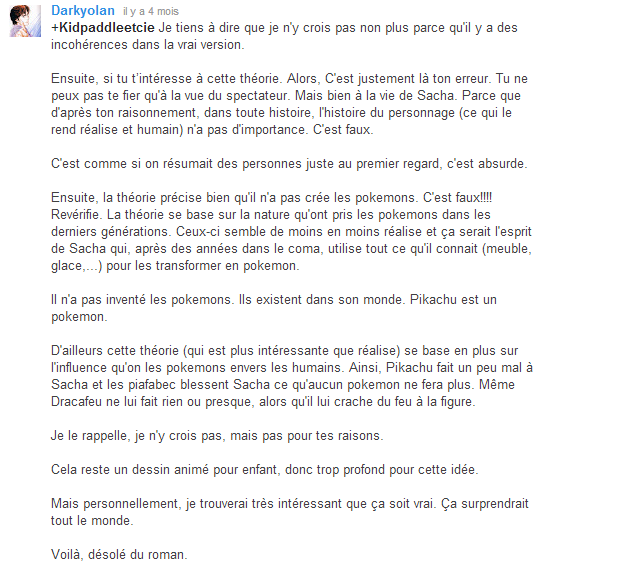 Darkyolan il y a 4 mois
+Kidpaddleetcie Je tiens à dire que je n'y crois pas non plus parce qu'il y a des
incohérences dans la vrai version.
Ensuite, si tu t'intéresse à cette théorie. Alors, C'est justement là ton erreur. Tu ne
peux pas te fier qu'à la vue du spectateur. Mais bien à la vie de Sacha. Parce que
d'après ton raisonnement, dans toute histoire, l'histoire du personnage (ce qui le
rend réalise et humain) n'a pas d'importance. C'est faux.
C'est comme si on résumait des personnes juste au premier regard, c'est absurde.
Ensuite, la théorie précise bien qu'il n'a pas crée les pokemons. C'est faux!!!!
Revérifie. La théorie se base sur la nature qu'ont pris les pokemons dans les
derniers générations. Ceux-ci semble de moins en moins réalise et ça serait l'esprit
de Sacha qui, après des années dans le coma, utilise tout ce qu'il connait (meuble,
glace,...) pour les transformer en pokemon.
Il n'a pas inventé les pokemons. Ils existent dans son monde. Pikachu est un
pokemon.
D'ailleurs cette théorie (qui est plus intéressante que réalise) se base en plus sur
l'influence qu'on les pokemons envers les humains. Ainsi, Pikachu fait un peu mal à
Sacha et les piafabec blessent Sacha ce qu'aucun pokemon ne fera plus. Même
Dracafeu ne lui fait rien ou presque, alors qu'il lui crache du feu à la figure.
Je le rappelle, je n'y crois pas, mais pas pour tes raisons.
Cela reste un dessin animé pour enfant, donc trop profond pour cette idée.
Mais personnellement, je trouverai très intéressant que ça soit vrai. Ça surprendrait
tout le monde.
Voilà, désolé du roman.